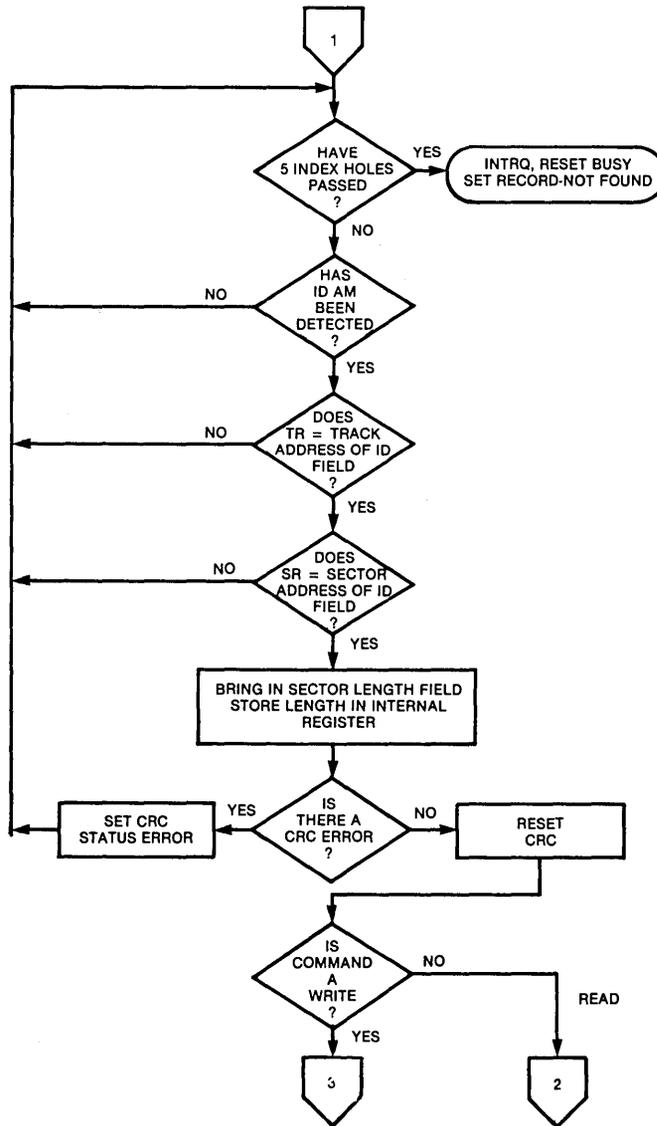 1
HAVE
5 INDEX HOLES
PASSED
?
YES
INTRQ, RESET BUSY
SET RECORD-NOT FOUND
NO
HAS
ID AM
BEEN
DETECTED
?
NO
YES
DOES
TR = TRACK
ADDRESS OF ID
FIELD
?
NO
YES
DOES
SR = SECTOR
ADDRESS OF ID
FIELD
?
NO
YES
BRING IN SECTOR LENGTH FIELD
STORE LENGTH IN INTERNAL
REGISTER
SET CRC
STATUS ERROR
YES
IS
THERE A
CRC ERROR
?
NO
RESET
CRC
IS
COMMAND
A
WRITE
?
NO
READ
YES
3
2